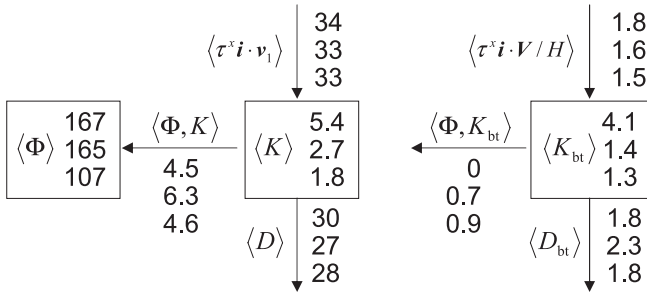 ⟨τˣ i · v₁⟩ 34 33 33
⟨τˣ i · V / H⟩ 1.8 1.6 1.5
⟨Φ⟩ 167 165 107
⟨Φ, K⟩ 4.5 6.3 4.6
⟨K⟩ 5.4 2.7 1.8
⟨Φ, K_bt⟩ 0 0.7 0.9
⟨K_bt⟩ 4.1 1.4 1.3
⟨D⟩ 30 27 28
⟨D_bt⟩ 1.8 2.3 1.8